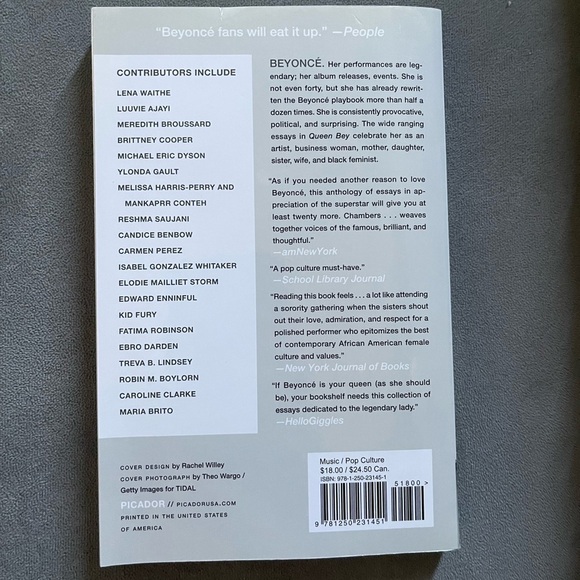 “Beyoncé fans will eat it up.” —People
CONTRIBUTORS INCLUDE
LENA WAITHE
LUUVIE AJAYI
MEREDITH BROUSSARD
BRITTNEY COOPER
MICHAEL ERIC DYSON
YLONDA GAULT
MELISSA HARRIS-PERRY AND
MANKAPRR CONTEH
RESHMA SAUJANI
CANDICE BENBOW
CARMEN PEREZ
ISABEL GONZALEZ WHITAKER
ELODIE MAILLIET STORM
EDWARD ENNINFUL
KID FURY
FATIMA ROBINSON
EBRO DARDEN
TREVA B. LINDSEY
ROBIN M. BOYLORN
CAROLINE CLARKE
MARIA BRITO
COVER DESIGN by Rachel Willey
COVER PHOTOGRAPH by Theo Wargo /
Getty Images for TIDAL
PICADOR // PICADORUSA.COM
PRINTED IN THE UNITED STATES
OF AMERICA
BEYONCÉ. Her performances are leg-
endary; her album releases, events. She is
not even forty, but she has already rewrit-
ten the Beyoncé playbook more than half a
dozen times. She is consistently provocative,
political, and surprising. The wide ranging
essays in Queen Bey celebrate her as an
artist, business woman, mother, daughter,
sister, wife, and black feminist.
“As if you needed another reason to love
Beyoncé, this anthology of essays in ap-
preciation of the superstar will give you at
least twenty more. Chambers . . . weaves
together voices of the famous, brilliant, and
thoughtful.”
—amNewYork
“A pop culture must-have.”
—School Library Journal
“Reading this book feels . . . a lot like attending
a sorority gathering when the sisters shout
out their love, admiration, and respect for a
polished performer who epitomizes the best
of contemporary African American female
culture and values.”
—New York Journal of Books
“If Beyoncé is your queen (as she should
be), your bookshelf needs this collection of
essays dedicated to the legendary lady.”
—HelloGiggles
Music / Pop Culture
$18.00 / $24.50 Can.
ISBN: 978-1-250-23145-1
51800>
9 781250 231451